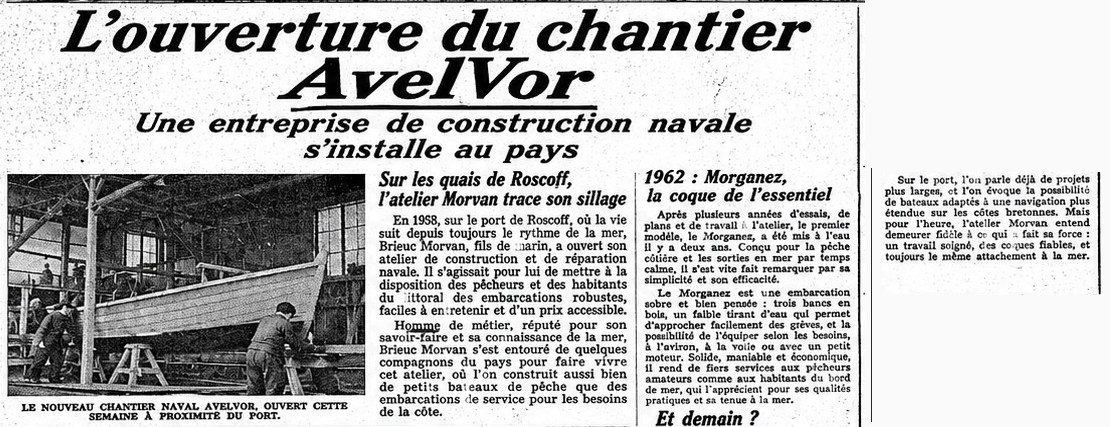 L'ouverture du chantier
AvelVor
Une entreprise de construction navale
s'installe au pays
LE NOUVEAU CHANTIER NAVAL AVELVOR, OUVERT CETTE
SEMAINE À PROXIMITÉ DU PORT.
Sur les quais de Roscoff,
l'atelier Morvan trace son sillage
En 1958, sur le port de Roscoff, où la vie
suit depuis toujours le rythme de la mer,
Brieuc Morvan, fils de marin, a ouvert son
atelier de construction et de réparation
navale. Il s'agissait pour lui de mettre à la
disposition des pêcheurs et des habitants
du littoral des embarcations robustes,
faciles à entretenir et d'un prix accessible.
Homme de métier, réputé pour son
savoir-faire et sa connaissance de la mer,
Brieuc Morvan s'est entouré de quelques
compagnons du pays pour faire vivre
cet atelier, où l'on construit aussi bien
de petits bateaux de pêche que des
embarcations de service pour les besoins
de la côte.
1962 : Morganez,
la coque de l'essentiel
Après plusieurs années d'essais, de
plans et de travail à l'atelier, le premier
modèle, le Morganez, a été mis à l'eau
il y a deux ans. Conçu pour la pêche
côtière et les sorties en mer par temps
calme, il s'est vite fait remarquer par sa
simplicité et son efficacité.
Le Morganez est une embarcation
sobre et bien pensée : trois bancs en
bois, un faible tirant d'eau qui permet
d'approcher facilement des grèves, et la
possibilité de l'équiper selon les besoins,
à l'aviron, à la voile ou avec un petit
moteur. Solide, maniable et économique,
il rend de fiers services aux pêcheurs
amateurs comme aux habitants du bord
de mer, qui l'apprécient pour ses qualités
pratiques et sa tenue à la mer.
Et demain ?
Sur le port, l'on parle déjà de projets
plus larges, et l'on évoque la possibilité
de bateaux adaptés à une navigation plus
étendue sur les côtes bretonnes. Mais
pour l'heure, l'atelier Morvan entend
demeurer fidèle à ce qui a fait sa force :
un travail soigné, des coques fiables, et
toujours le même attachement à la mer.